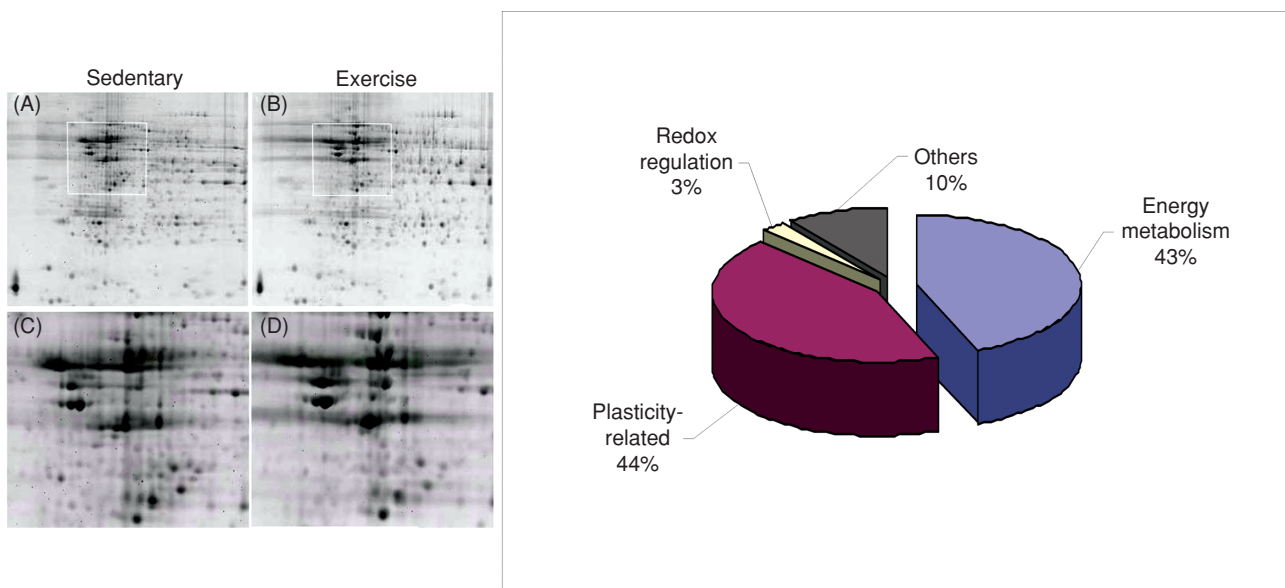 Sedentary
Exercise
(A)
(B)
(C)
(D)
Redox
regulation
3%
Others
10%
Energy
metabolism
43%
Plasticity-
related
44%